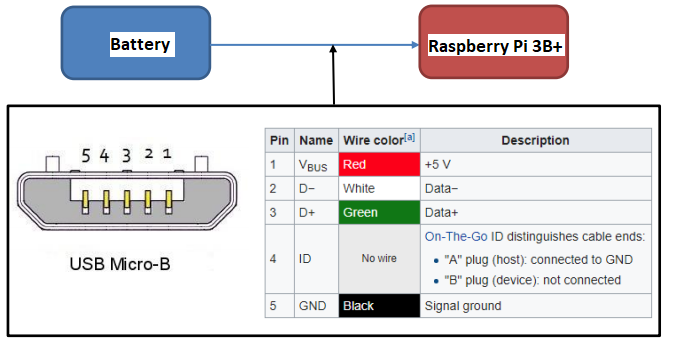 Battery
Raspberry Pi 3B+
5 4 3 2 1
USB Micro-B
Pin Name Wire color[a] Description
1 VBUS Red +5 V
2 D− White Data−
3 D+ Green Data+
4 ID No wire On-The-Go ID distinguishes cable ends:
• "A" plug (host): connected to GND
• "B" plug (device): not connected
5 GND Black Signal ground